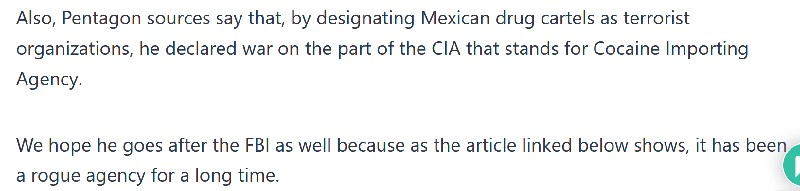 Also, Pentagon sources say that, by designating Mexican drug cartels as terrorist
organizations, he declared war on the part of the CIA that stands for Cocaine Importing
Agency.
We hope he goes after the FBI as well because as the article linked below shows, it has been
a rogue agency for a long time.